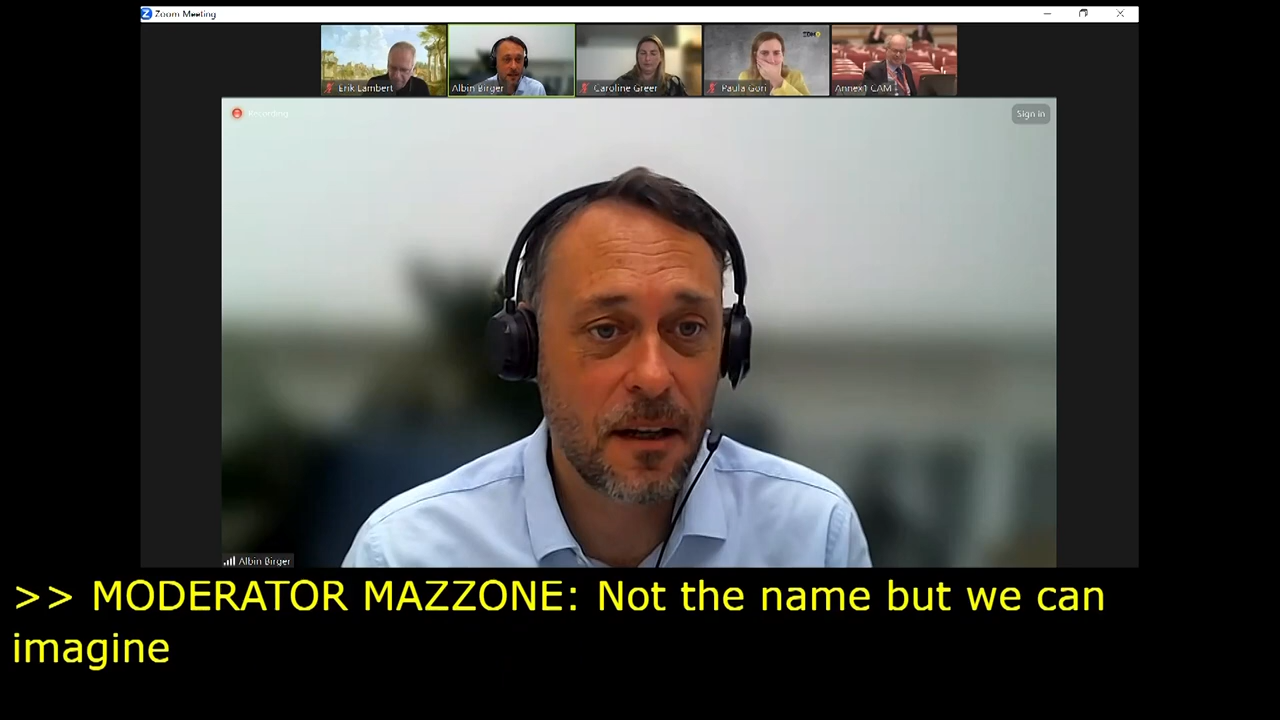 Zoom Meeting
Erik Lambert
Albin Birger
Caroline Greer
Paula Gori
Annex1 CAM
Recording
Sign in
Albin Birger
>> MODERATOR MAZZONE: Not the name but we can
imagine